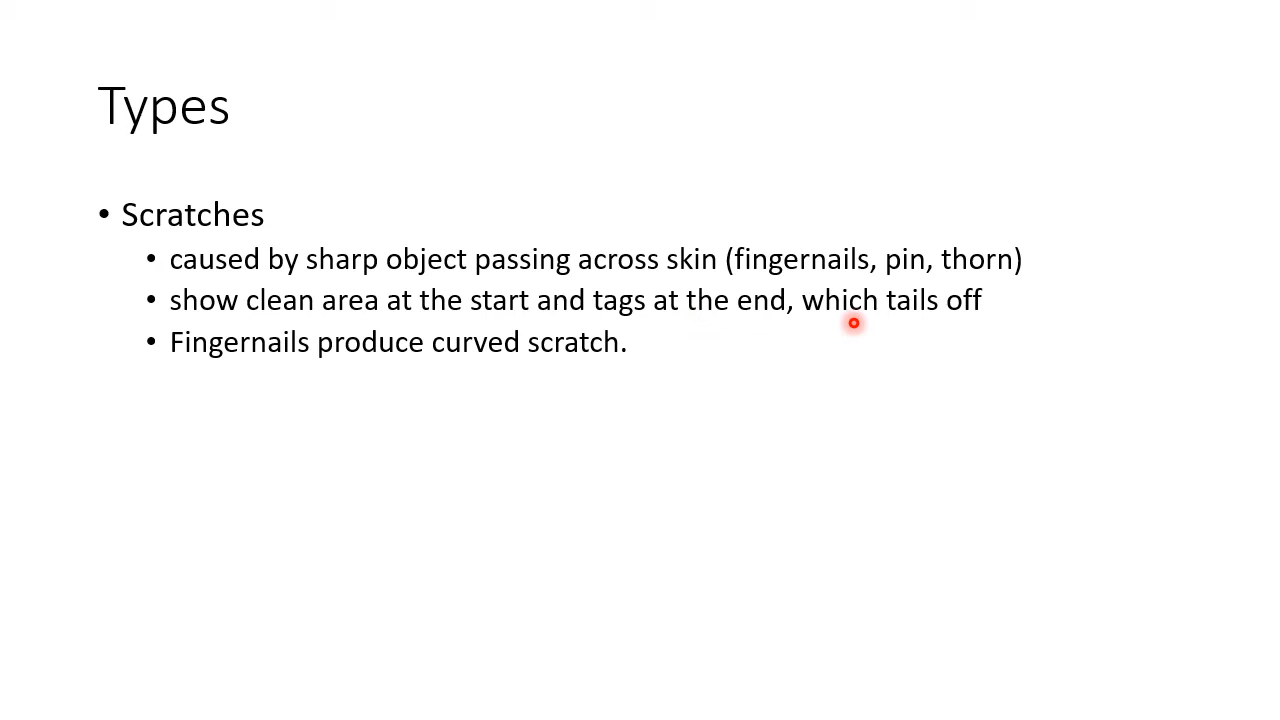 Types
• Scratches
• caused by sharp object passing across skin (fingernails, pin, thorn)
• show clean area at the start and tags at the end, which tails off
• Fingernails produce curved scratch.